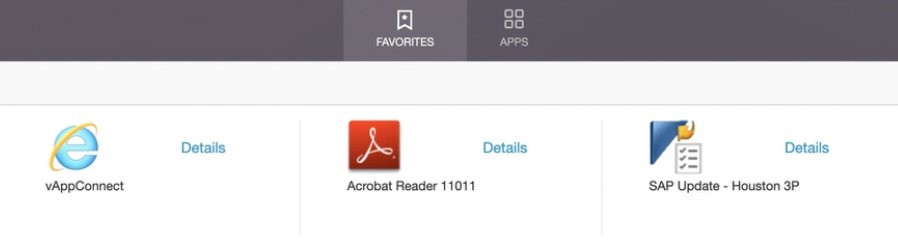 FAVORITES
APPS
Details
Details
Details
vAppConnect
Acrobat Reader 11011
SAP Update - Houston 3P